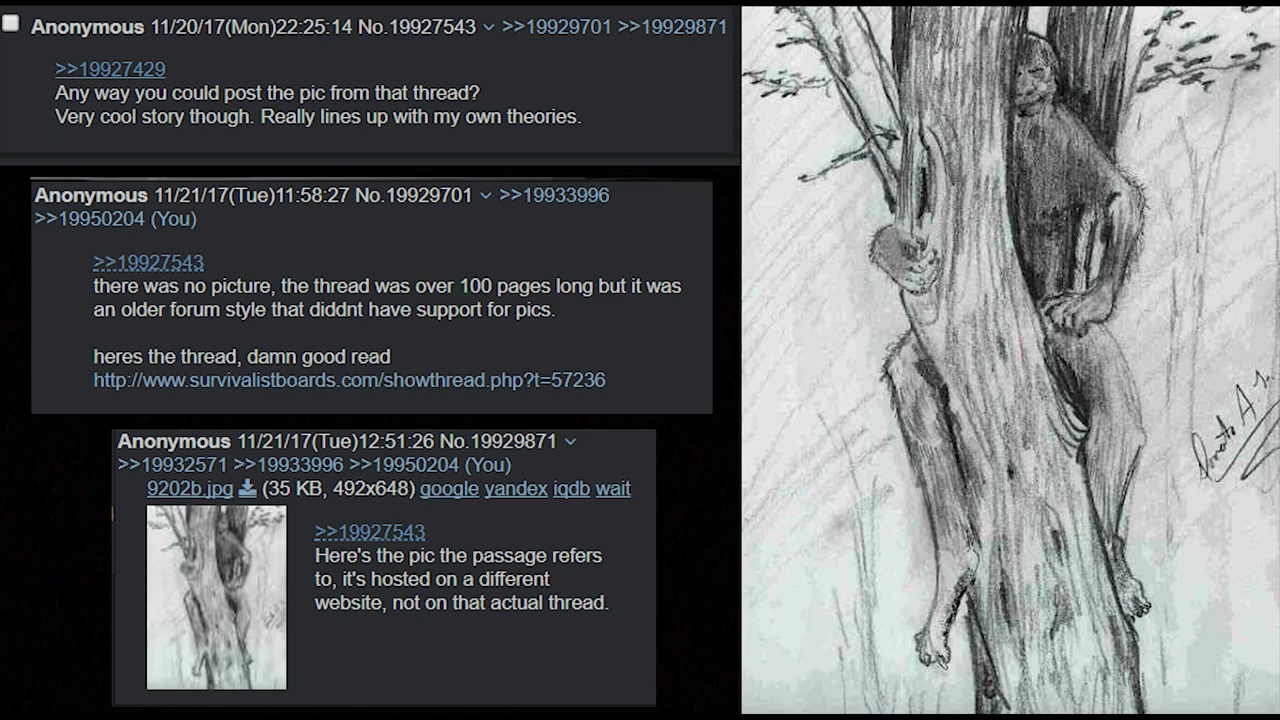 Anonymous 11/20/17(Mon)22:25:14 No.19927543 >>19929701 >>19929871
>>19927429
Any way you could post the pic from that thread?
Very cool story though. Really lines up with my own theories.
Anonymous 11/21/17(Tue)11:58:27 No.19929701 >>19933996
>>19950204 (You)
>>19927543
there was no picture, the thread was over 100 pages long but it was
an older forum style that diddnt have support for pics.
heres the thread, damn good read
http://www.survivalistboards.com/showthread.php?t=57236
Anonymous 11/21/17(Tue)12:51:26 No.19929871
>>19932571 >>19933996 >>19950204 (You)
9202b.jpg (35 KB, 492x648) google yandex iqdb wait
>>19927543
Here's the pic the passage refers
to, it's hosted on a different
website, not on that actual thread.